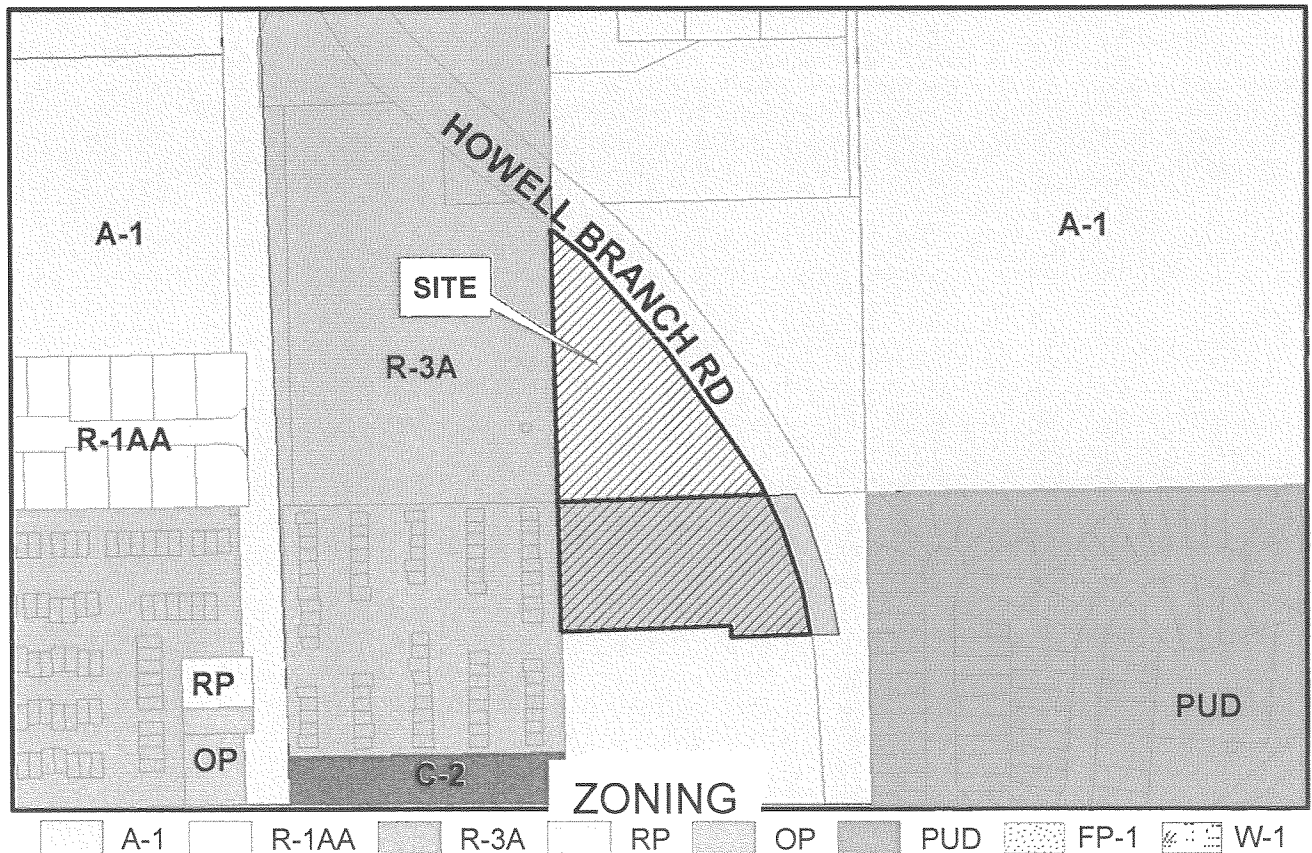 HOWELL BRANCH RD
A-1
A-1
SITE
R-3A
R-1AA
RP
PUD
OP
C-2
ZONING
A-1 R-1AA R-3A RP OP PUD FP-1 W-1